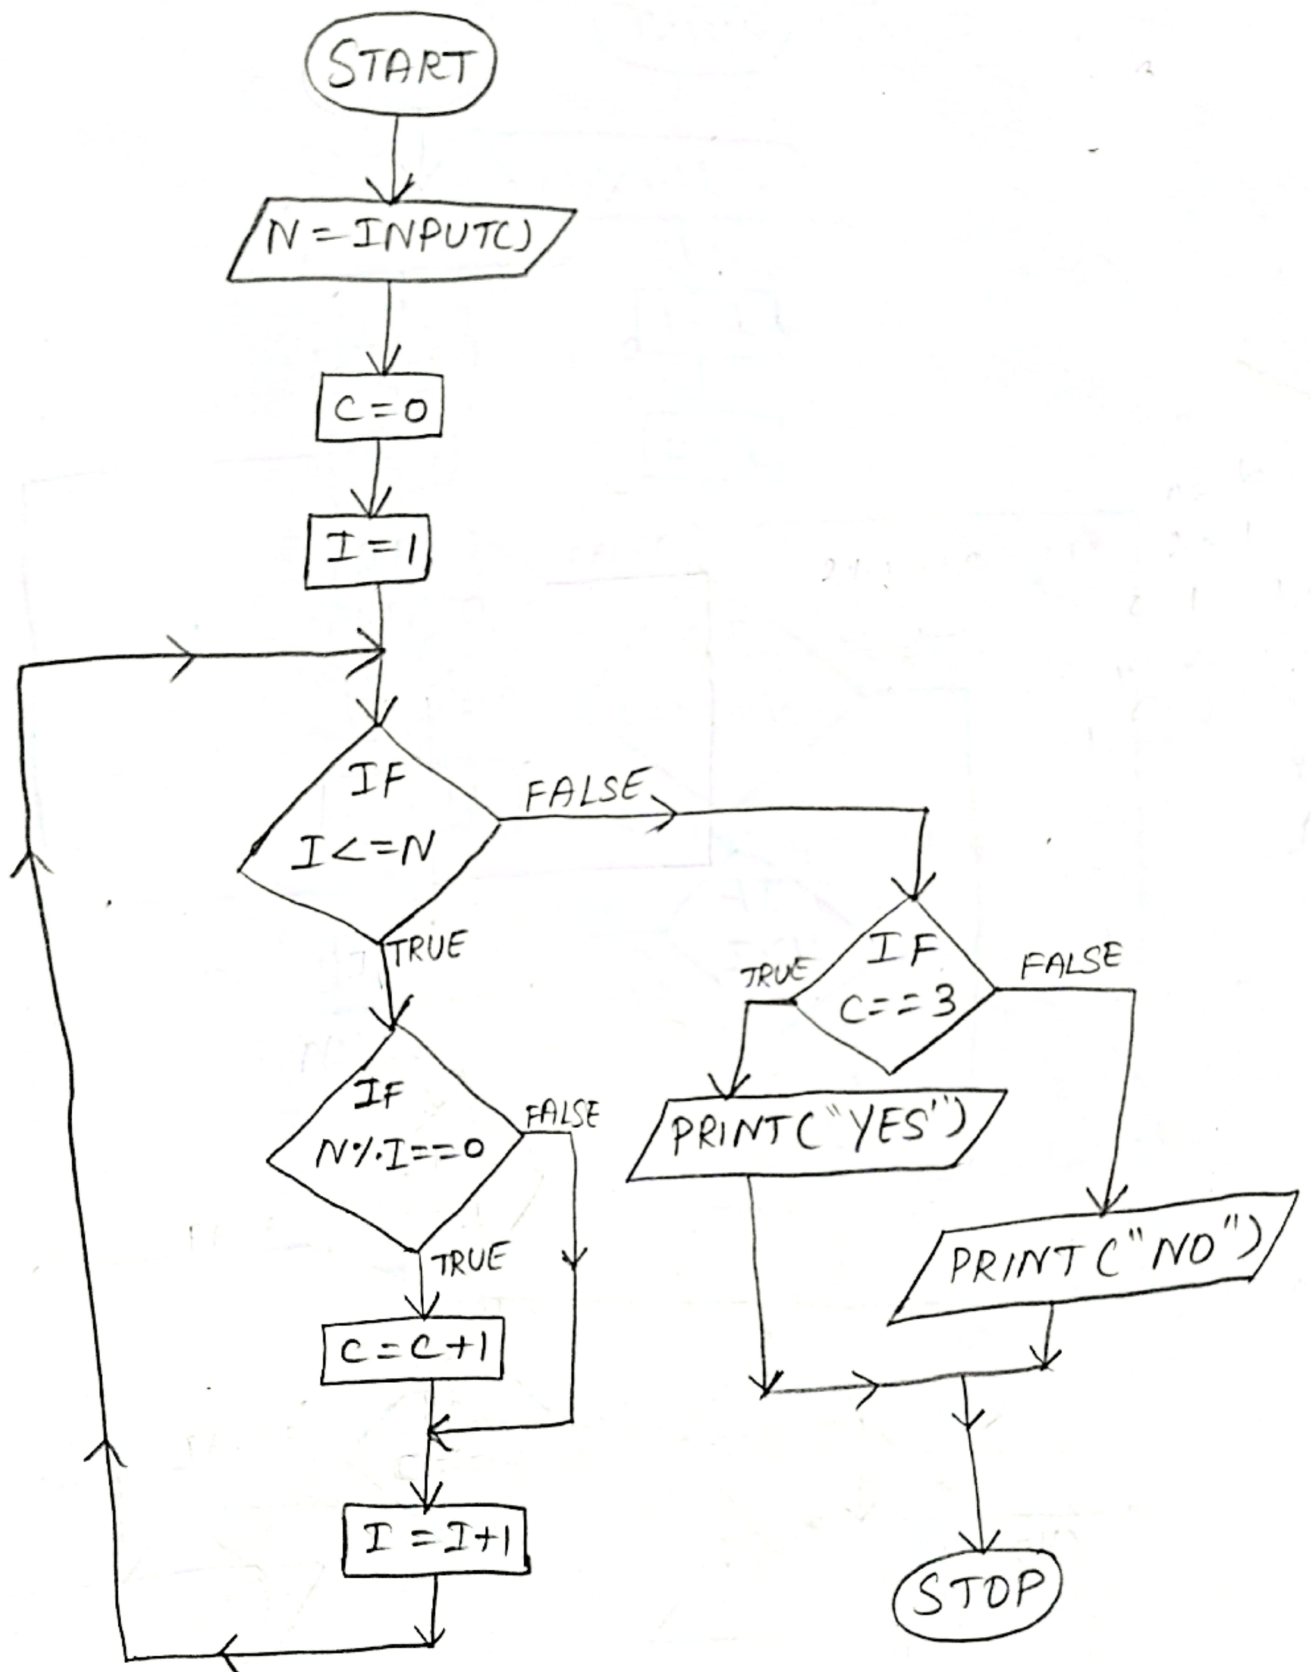 START
N=INPUT()
C=0
I=1
IF
I<=N
FALSE
TRUE
IF
N%I==0
FALSE
TRUE
C=C+1
I=I+1
IF
C==3
TRUE
FALSE
PRINT("YES")
PRINT("NO")
STOP